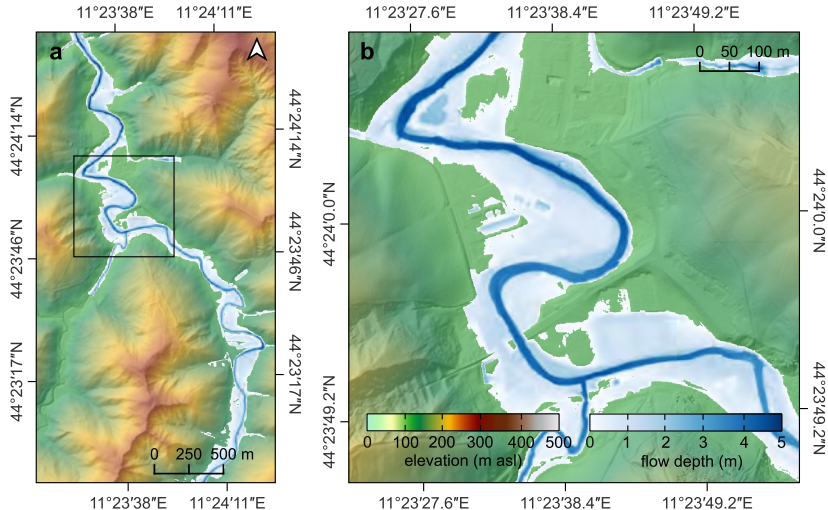 11°23′38″N 11°24′11″N
11°23′27.6″N 11°23′38.4″N 11°23′49.2″N
a
b
0 50 100 m
44°24′14″N
44°24′14″N
44°24′0.0″N
44°24′0.0″N
44°23′46″N
44°23′46″N
44°23′17″N
44°23′17″N
44°23′49.2″N
44°23′49.2″N
0 250 500 m
0 100 200 300 400 500
elevation (m asl)
0 1 2 3 4 5
flow depth (m)
11°23′38″N 11°24′11″N
11°23′27.6″N 11°23′38.4″N 11°23′49.2″N